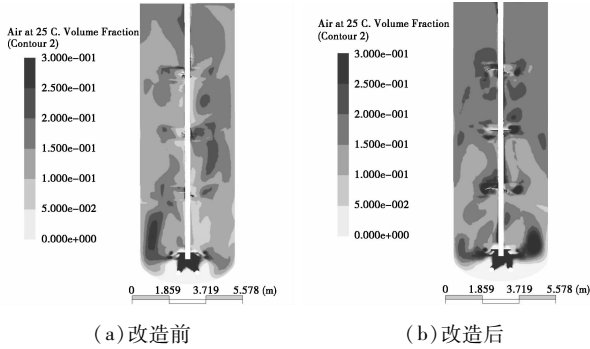 Air at 25 C. Volume Fraction
(Contour 2)
3.000e-001
2.500e-001
2.000e-001
1.500e-001
1.000e-001
5.000e-002
0.000e+000
0 1.859 3.719 5.578 (m)
(a)改造前
Air at 25 C. Volume Fraction
(Contour 2)
3.000e-001
2.500e-001
2.000e-001
1.500e-001
1.000e-001
5.000e-002
0.000e+000
0 1.859 3.719 5.578 (m)
(b)改造后